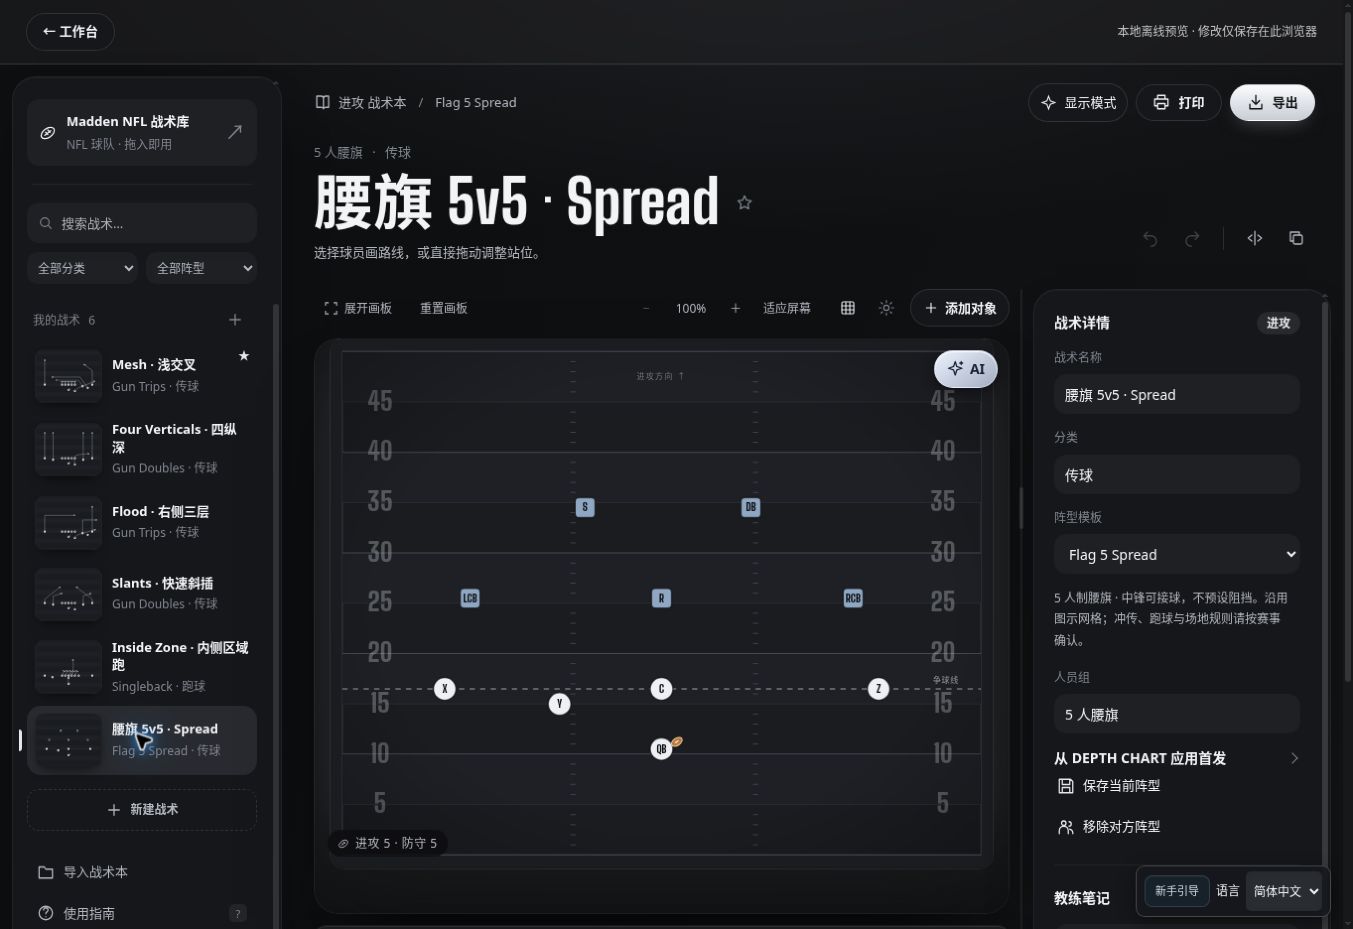 ← 工作台
本地离线预览 · 修改仅保存在此浏览器
Madden NFL 战术库
NFL 球队 · 拖入即用
搜索战术...
全部分类
全部阵型
我的战术 6
Mesh · 浅交叉
Gun Trips · 传球
Four Verticals · 四纵深
Gun Doubles · 传球
Flood · 右侧三层
Gun Trips · 传球
Slants · 快速斜插
Gun Doubles · 传球
Inside Zone · 内侧区域跑
Singleback · 跑球
腰旗 5v5 · Spread
Flag 5 Spread · 传球
新建战术
导入战术本
使用指南
?
进攻 战术本 / Flag 5 Spread
显示模式
打印
导出
5 人腰旗 · 传球
腰旗 5v5 · Spread
选择球员画路线，或直接拖动调整站位。
展开画板
重置画板
− 100% +
适应屏幕
添加对象
AI
进攻方向 ↑
45 45
40 40
35 35
S DB
30 30
25 25
LCB R RCB
20 20
争球线
X C Z
Y
15 15
QB
10 10
5 5
进攻 5 · 防守 5
战术详情
进攻
战术名称
腰旗 5v5 · Spread
分类
传球
阵型模板
Flag 5 Spread
5 人制腰旗 · 中锋可接球，不预设阻挡。沿用
图示网格；冲传、跑球与场地规则请按赛事
确认。
人员组
5 人腰旗
从 DEPTH CHART 应用首发
保存当前阵型
移除对方阵型
教练笔记
新手引导
语言
简体中文